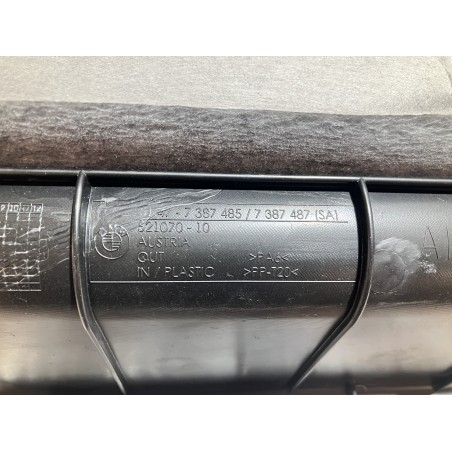 - 7 387 485 / 7 387 487 (SA)
521070 - 10
AUSTRIA
OUT >PA6<
IN / PLASTIC >PP-T20<